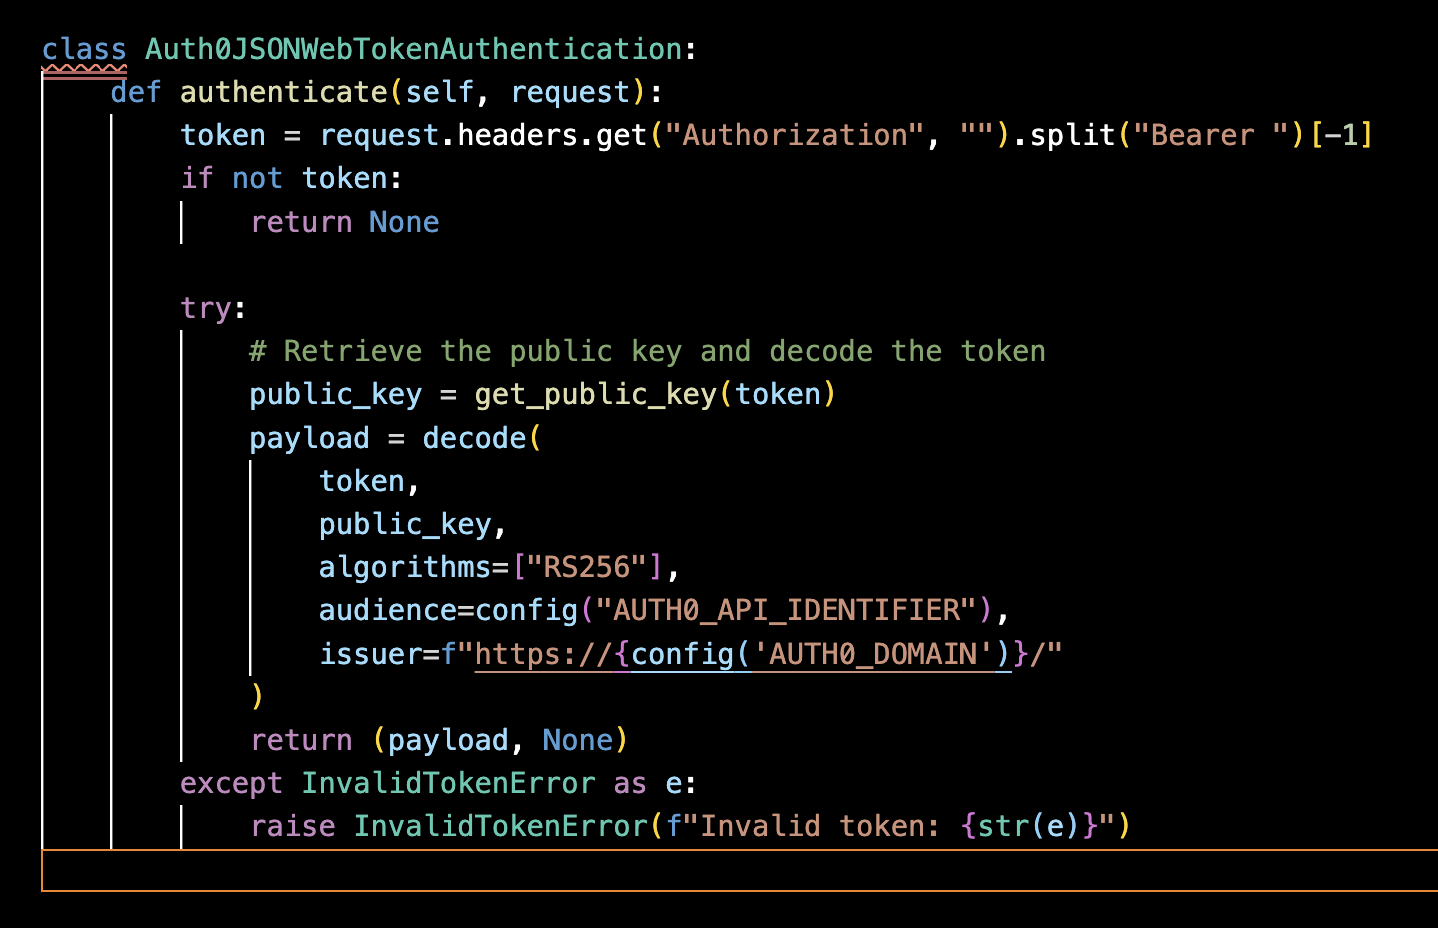 class Auth0JSONWebTokenAuthentication:
    def authenticate(self, request):
        token = request.headers.get("Authorization", "").split("Bearer ")[-1]
        if not token:
            return None

        try:
            # Retrieve the public key and decode the token
            public_key = get_public_key(token)
            payload = decode(
                token,
                public_key,
                algorithms=["RS256"],
                audience=config("AUTH0_API_IDENTIFIER"),
                issuer=f"https://{config('AUTH0_DOMAIN')}/"
            )
            return (payload, None)
        except InvalidTokenError as e:
            raise InvalidTokenError(f"Invalid token: {str(e)}")